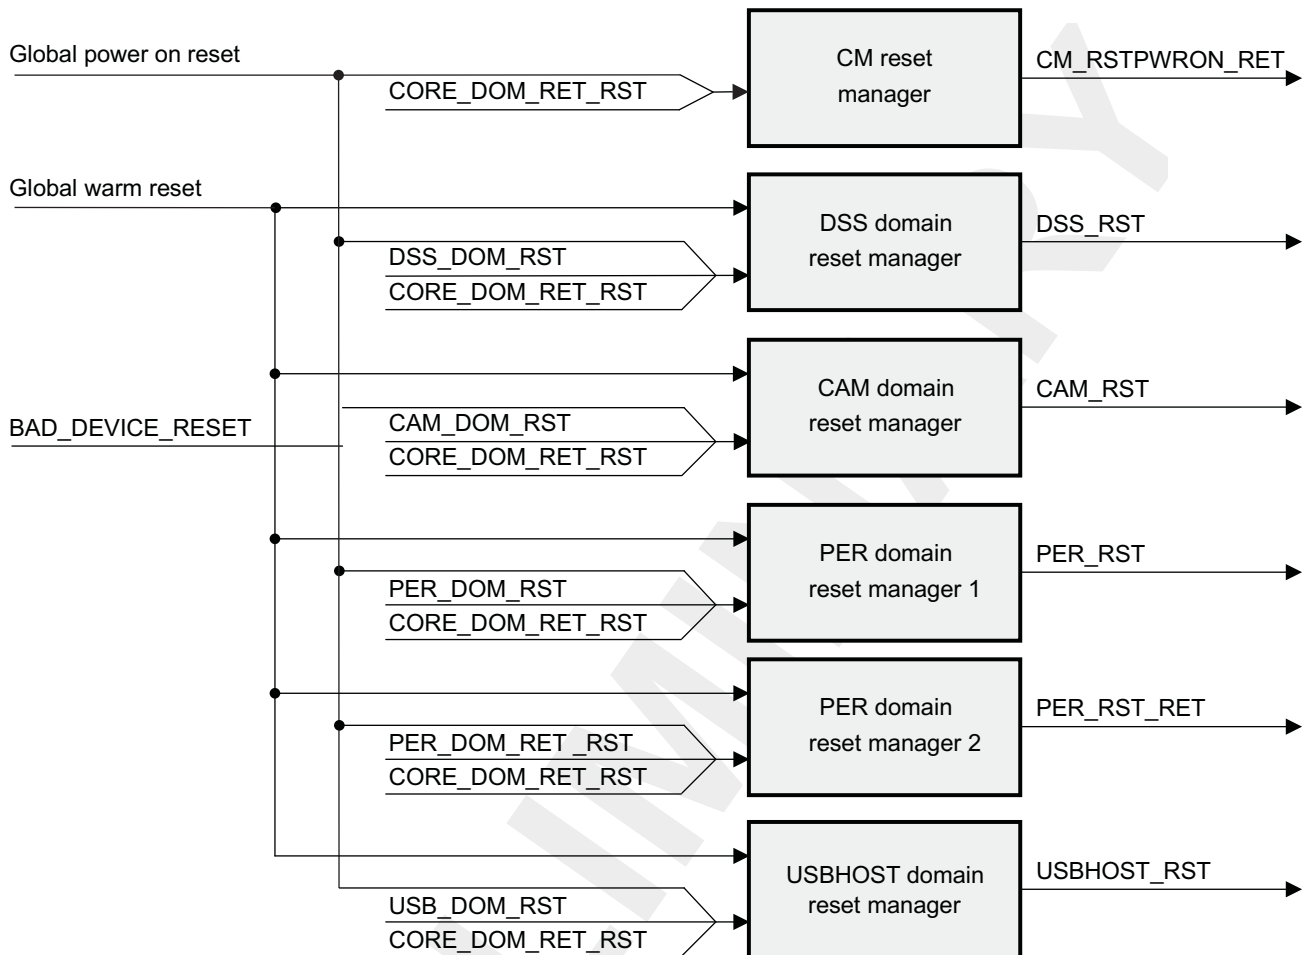 Global power on reset
CORE_DOM_RET_RST
CM reset
manager
CM_RSTPWRON_RET
Global warm reset
DSS_DOM_RST
CORE_DOM_RET_RST
DSS domain
reset manager
DSS_RST
BAD_DEVICE_RESET
CAM_DOM_RST
CORE_DOM_RET_RST
CAM domain
reset manager
CAM_RST
PER_DOM_RST
CORE_DOM_RET_RST
PER domain
reset manager 1
PER_RST
PER_DOM_RET _RST
CORE_DOM_RET_RST
PER domain
reset manager 2
PER_RST_RET
USB_DOM_RST
CORE_DOM_RET_RST
USBHOST domain
reset manager
USBHOST_RST